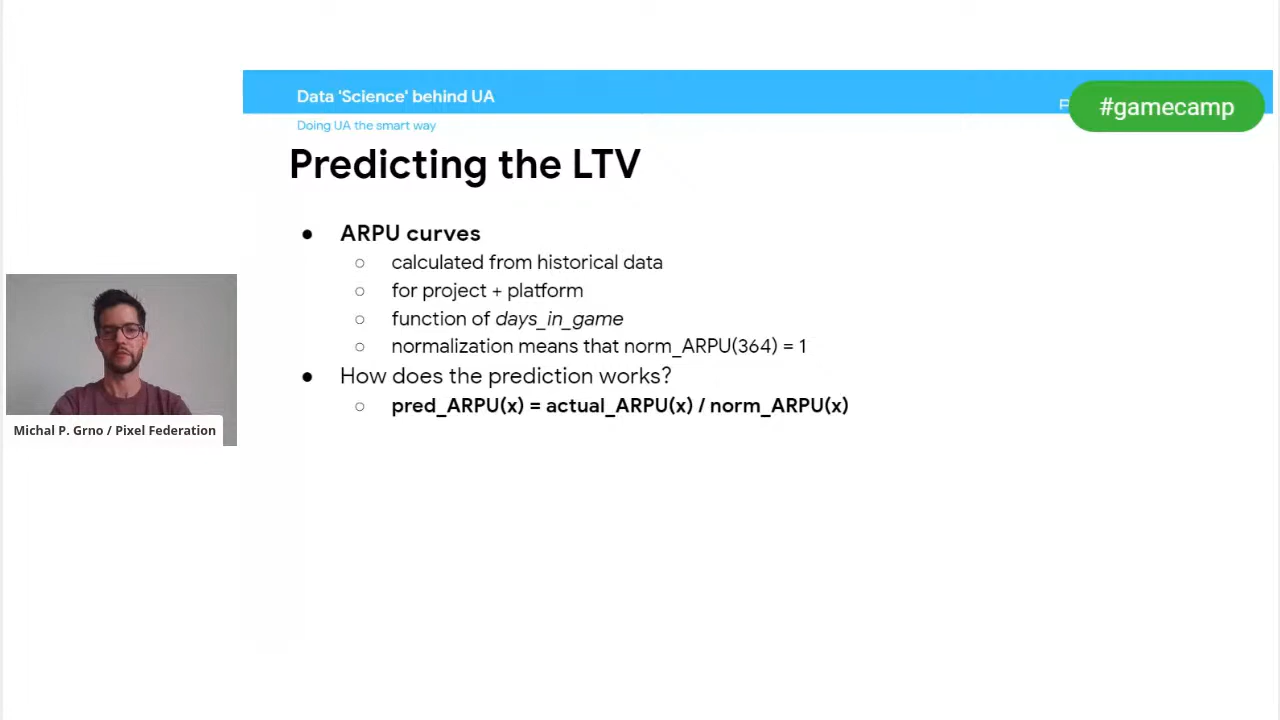 Data 'Science' behind UA
#gamecamp
Doing UA the smart way
Predicting the LTV
● ARPU curves
○ calculated from historical data
○ for project + platform
○ function of days_in_game
○ normalization means that norm_ARPU(364) = 1
● How does the prediction works?
○ pred_ARPU(x) = actual_ARPU(x) / norm_ARPU(x)
Michal P. Grno / Pixel Federation